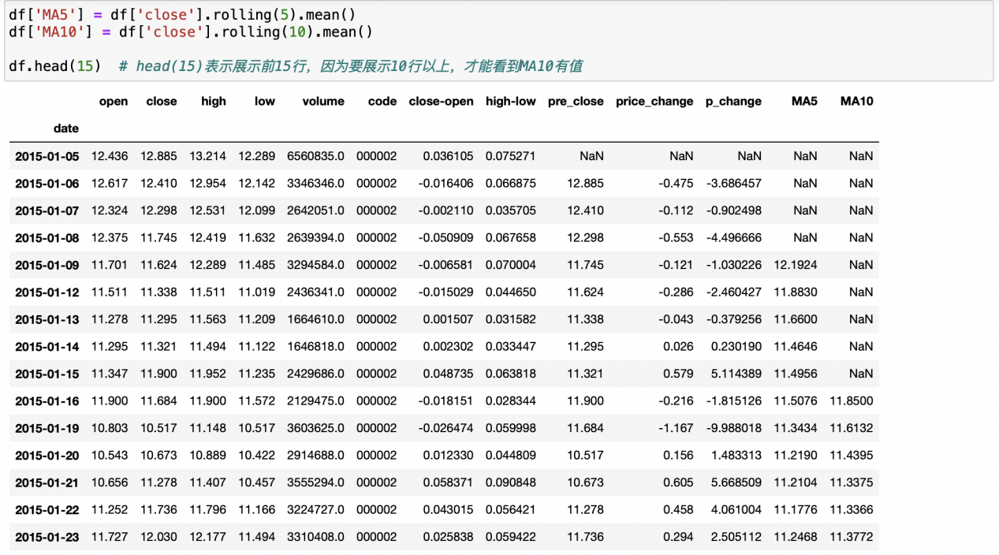 df['MA5'] = df['close'].rolling(5).mean()
df['MA10'] = df['close'].rolling(10).mean()
df.head(15)  # head(15)表示展示前15行，因为要展示10行以上，才能看到MA10有值
open close high low volume code close-open high-low pre_close price_change p_change MA5 MA10
date
2015-01-05 12.436 12.885 13.214 12.289 6560835.0 000002 0.036105 0.075271 NaN NaN NaN NaN NaN
2015-01-06 12.617 12.410 12.954 12.142 3346346.0 000002 -0.016406 0.066875 12.885 -0.475 -3.686457 NaN NaN
2015-01-07 12.324 12.298 12.531 12.099 2642051.0 000002 -0.002110 0.035705 12.410 -0.112 -0.902498 NaN NaN
2015-01-08 12.375 11.745 12.419 11.632 2639394.0 000002 -0.050909 0.067658 12.298 -0.553 -4.496666 NaN NaN
2015-01-09 11.701 11.624 12.289 11.485 3294584.0 000002 -0.006581 0.070004 11.745 -0.121 -1.030226 12.1924 NaN
2015-01-12 11.511 11.338 11.511 11.019 2436341.0 000002 -0.015029 0.044650 11.624 -0.286 -2.460427 11.8830 NaN
2015-01-13 11.278 11.295 11.563 11.209 1664610.0 000002 0.001507 0.031582 11.338 -0.043 -0.379256 11.6600 NaN
2015-01-14 11.295 11.321 11.494 11.122 1646818.0 000002 0.002302 0.033447 11.295 0.026 0.230190 11.4646 NaN
2015-01-15 11.347 11.900 11.952 11.235 2429686.0 000002 0.048735 0.063818 11.321 0.579 5.114389 11.4956 NaN
2015-01-16 11.900 11.684 11.900 11.572 2129475.0 000002 -0.018151 0.028344 11.900 -0.216 -1.815126 11.5076 11.8500
2015-01-19 10.803 10.517 11.148 10.517 3603625.0 000002 -0.026474 0.059998 11.684 -1.167 -9.988018 11.3434 11.6132
2015-01-20 10.543 10.673 10.889 10.422 2914688.0 000002 0.012330 0.044809 10.517 0.156 1.483313 11.2190 11.4395
2015-01-21 10.656 11.278 11.407 10.457 3555294.0 000002 0.058371 0.090848 10.673 0.605 5.668509 11.2104 11.3375
2015-01-22 11.252 11.736 11.796 11.166 3224727.0 000002 0.043015 0.056421 11.278 0.458 4.061004 11.1776 11.3366
2015-01-23 11.727 12.030 12.177 11.494 3310408.0 000002 0.025838 0.059422 11.736 0.294 2.505112 11.2468 11.3772